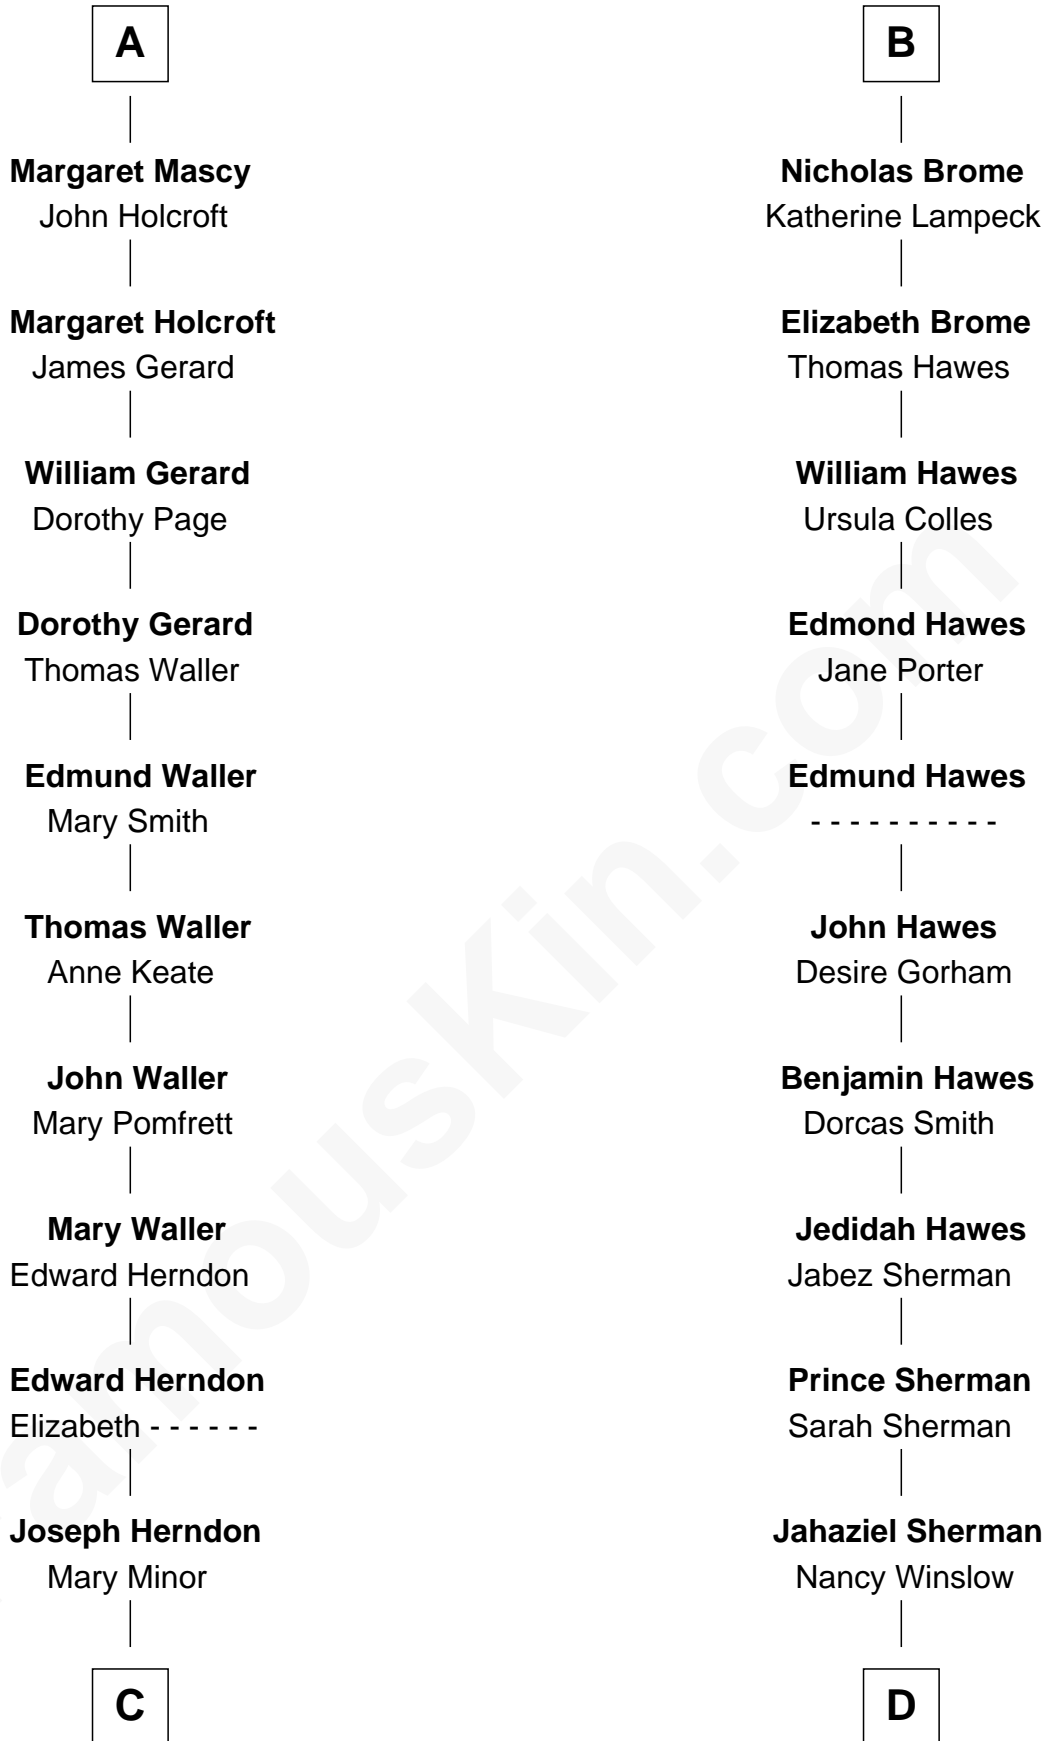 A
B
Margaret Mascy
John Holcroft
Nicholas Brome
Katherine Lampeck
Margaret Holcroft
James Gerard
Elizabeth Brome
Thomas Hawes
William Gerard
Dorothy Page
William Hawes
Ursula Colles
Dorothy Gerard
Thomas Waller
Edmond Hawes
Jane Porter
Edmund Waller
Mary Smith
Edmund Hawes
- - - - - - - - - -
Thomas Waller
Anne Keate
John Hawes
Desire Gorham
John Waller
Mary Pomfrett
Benjamin Hawes
Dorcas Smith
Mary Waller
Edward Herndon
Jedidah Hawes
Jabez Sherman
Edward Herndon
Elizabeth - - - - - -
Prince Sherman
Sarah Sherman
Joseph Herndon
Mary Minor
Jahaziel Sherman
Nancy Winslow
C
D
amouskin.com